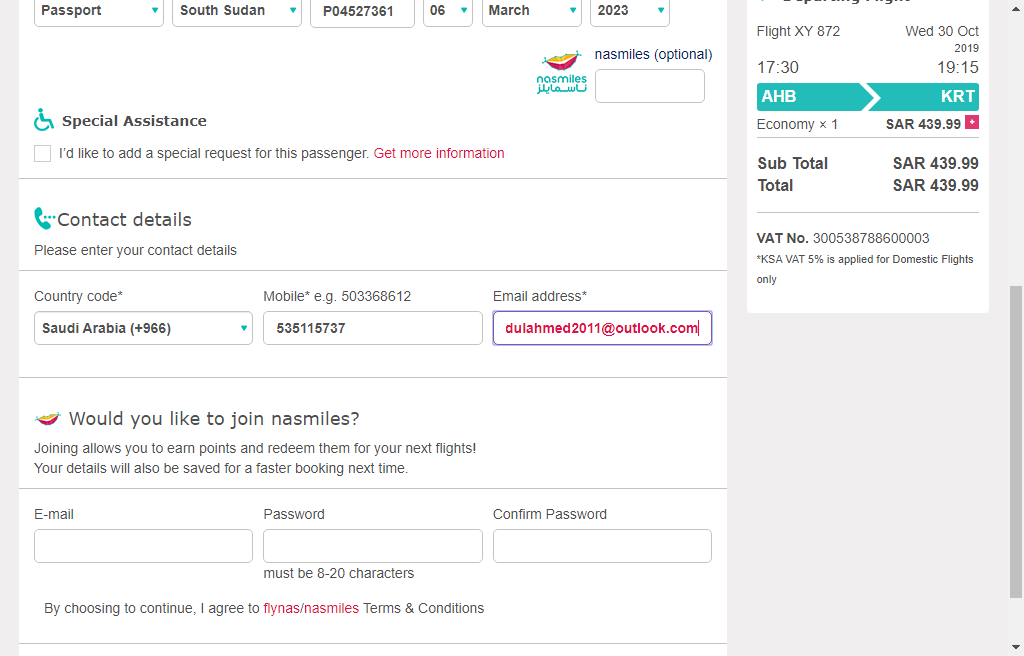 Passport South Sudan P04527361 06 March 2023
nasmiles (optional)
nasmiles
ناسمايلز
Special Assistance
I'd like to add a special request for this passenger. Get more information
Contact details
Please enter your contact details
Country code* Mobile* e.g. 503368612 Email address*
Saudi Arabia (+966) 535115737 dulahmed2011@outlook.com
Would you like to join nasmiles?
Joining allows you to earn points and redeem them for your next flights!
Your details will also be saved for a faster booking next time.
E-mail Password Confirm Password
must be 8-20 characters
By choosing to continue, I agree to flynas/nasmiles Terms & Conditions
Departing Flight
Flight XY 872 Wed 30 Oct
2019
17:30 19:15
AHB KRT
Economy × 1 SAR 439.99 +
Sub Total SAR 439.99
Total SAR 439.99
VAT No. 300538788600003
*KSA VAT 5% is applied for Domestic Flights
only